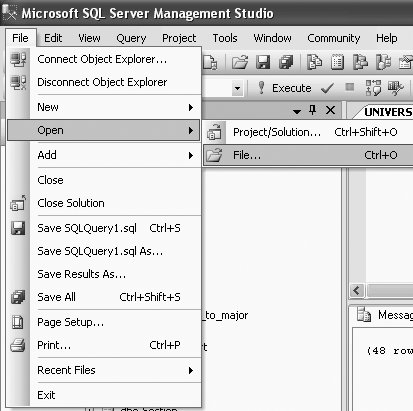 Microsoft SQL Server Management Studio
File Edit View Query Project Tools Window Community Help
Connect Object Explorer...
Disconnect Object Explorer
Execute
New
UNIVERS
Open
Project/Solution... Ctrl+Shift+O
Add
File... Ctrl+O
Close
Close Solution
Save SQLQuery1.sql Ctrl+S
Save SQLQuery1.sql As...
Save Results As...
Save All Ctrl+Shift+S
_to_major
Messag
Page Setup...
Print... Ctrl+P
rt
(48 row
Recent Files
Exit
dbo.Section